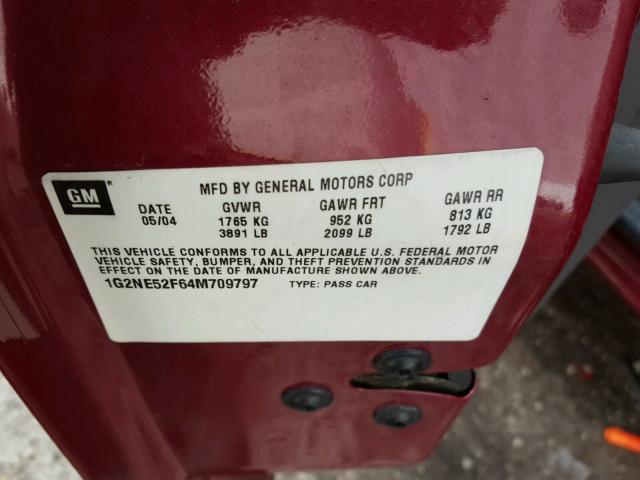 GM
MFD BY GENERAL MOTORS CORP
DATE GVWR GAWR FRT GAWR RR
05/04 1765 KG 952 KG 813 KG
3891 LB 2099 LB 1792 LB
THIS VEHICLE CONFORMS TO ALL APPLICABLE U.S. FEDERAL MOTOR
VEHICLE SAFETY, BUMPER, AND THEFT PREVENTION STANDARDS
IN EFFECT ON THE DATE OF MANUFACTURE SHOWN ABOVE.
1G2NE52F64M709797 TYPE: PASS CAR